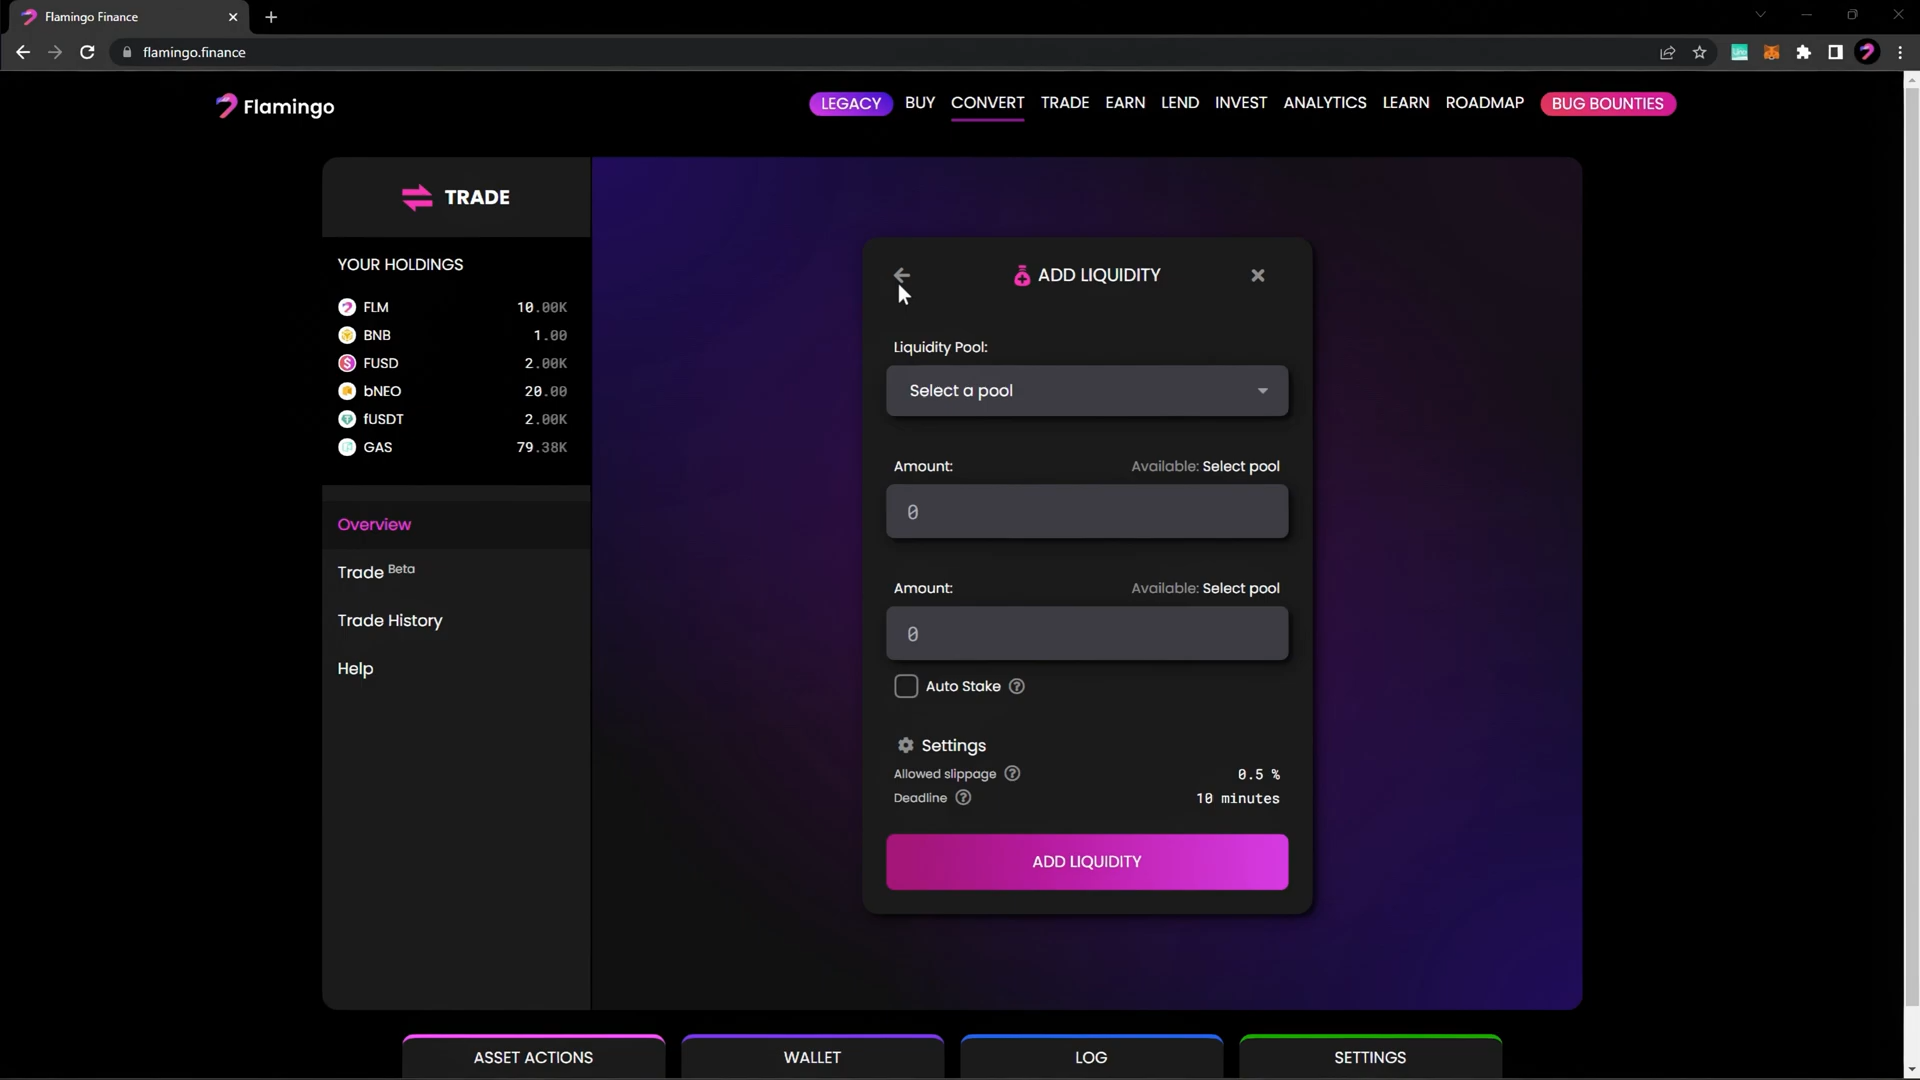 Flamingo Finance
flamingo.finance
Flamingo
LEGACY BUY CONVERT TRADE EARN LEND INVEST ANALYTICS LEARN ROADMAP BUG BOUNTIES
TRADE
YOUR HOLDINGS
FLM 10.00K
BNB 1.00
FUSD 2.00K
bNEO 20.00
fUSDT 2.00K
GAS 79.38K
Overview
Trade Beta
Trade History
Help
ADD LIQUIDITY
Liquidity Pool:
Select a pool
Amount: Available: Select pool
0
Amount: Available: Select pool
0
Auto Stake ?
Settings
Allowed slippage ? 0.5 %
Deadline ? 10 minutes
ADD LIQUIDITY
ASSET ACTIONS WALLET LOG SETTINGS